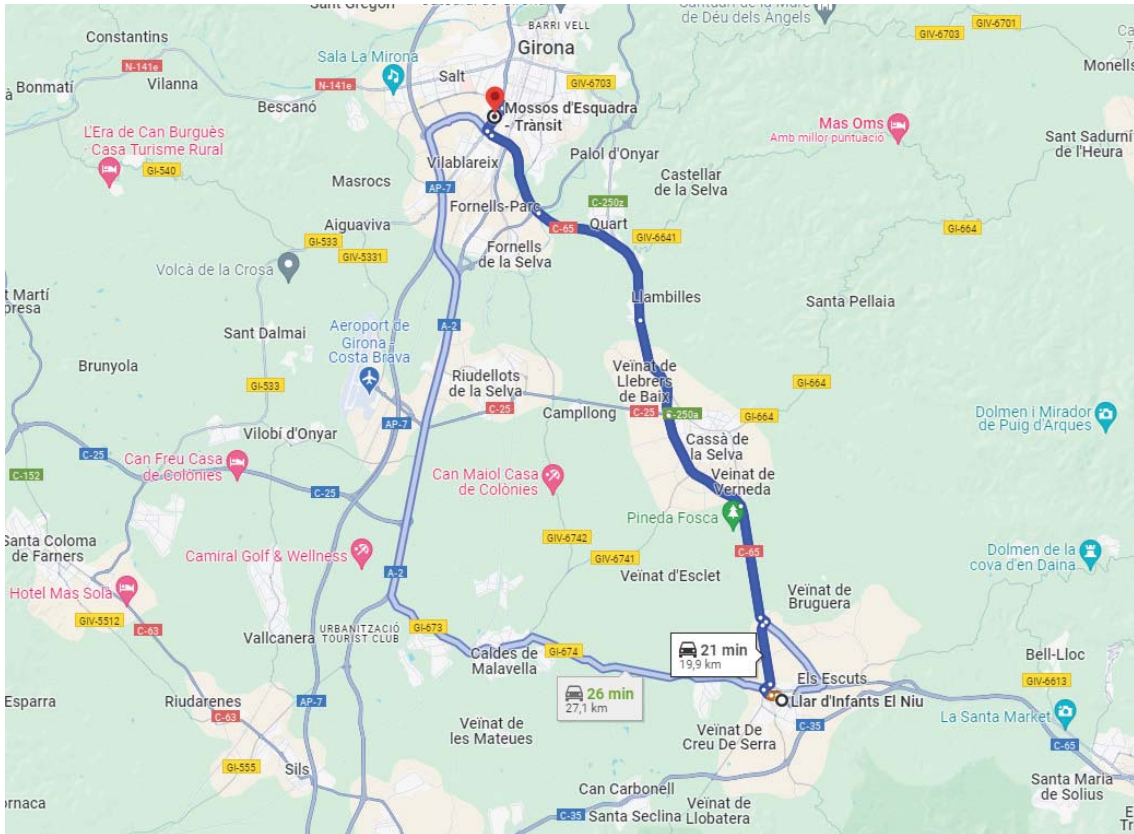 Sant Gregori
BARRI VELL
de Déu dels Àngels
GIV-6701
GIV-6703
Constantins
Sala La Mirona
Girona
N-141e
Vilanna
N-141e
Salt
GIV-6703
Monells
Bonmatí
Bescanó
Mossos d'Esquadra
- Trànsit
Mas Oms
Amb millor puntuació
Sant Sadurní
de l'Heura
L'Era de Can Burguès
Casa Turisme Rural
GI-540
Vilablareix
Palol d'Onyar
Castellar
de la Selva
Masrocs
AP-7
C-250z
Fornells-Parc
Aiguaviva
C-65
Quart
GIV-6641
GI-664
GI-533
GIV-5331
Fornells
de la Selva
Volcà de la Crosa
Llambilles
Santa Pellaia
t Martí
Sant Dalmai
Aeroport de
Girona
Costa Brava
A-2
Brunyola
Veïnat de
Llebrers
de Baix
GI-533
Riudellots
de la Selva
GI-664
C-25
Campllong
C-25
C-250a
GI-664
Dolmen i Mirador
de Puig d'Arques
AP-7
Vilobí d'Onyar
Cassà de
la Selva
C-25
C-152
Can Freu Casa
de Colònies
Can Maiol Casa
de Colònies
Veinat de
Verneda
C-25
Pineda Fosca
Santa Coloma
de Farners
GIV-6742
C-65
Camiral Golf & Wellness
GIV-6741
Dolmen de la
cova d'en Daina...
A-2
Veïnat d'Esclet
Veïnat de
Bruguera
Hotel Mas Solà
GIV-5512
C-63
Vallcanera
URBANITZACIÓ
TOURIST CLUB
GI-673
Caldes de
Malavella
GI-674
21 min
19,9 km
Bell-Lloc
Els Escuts
GIV-6613
26 min
27,1 km
Llar d'Infants El Niu
Esparra
Riudarenes
C-63
AP-7
La Santa Market
Veïnat de
les Mateues
Veïnat De
Creu De Serra
C-35
C-65
GI-555
Sils
Can Carbonell
Santa Maria
de Solius
C-35
Santa Seclina
Veïnat de
Llobatera